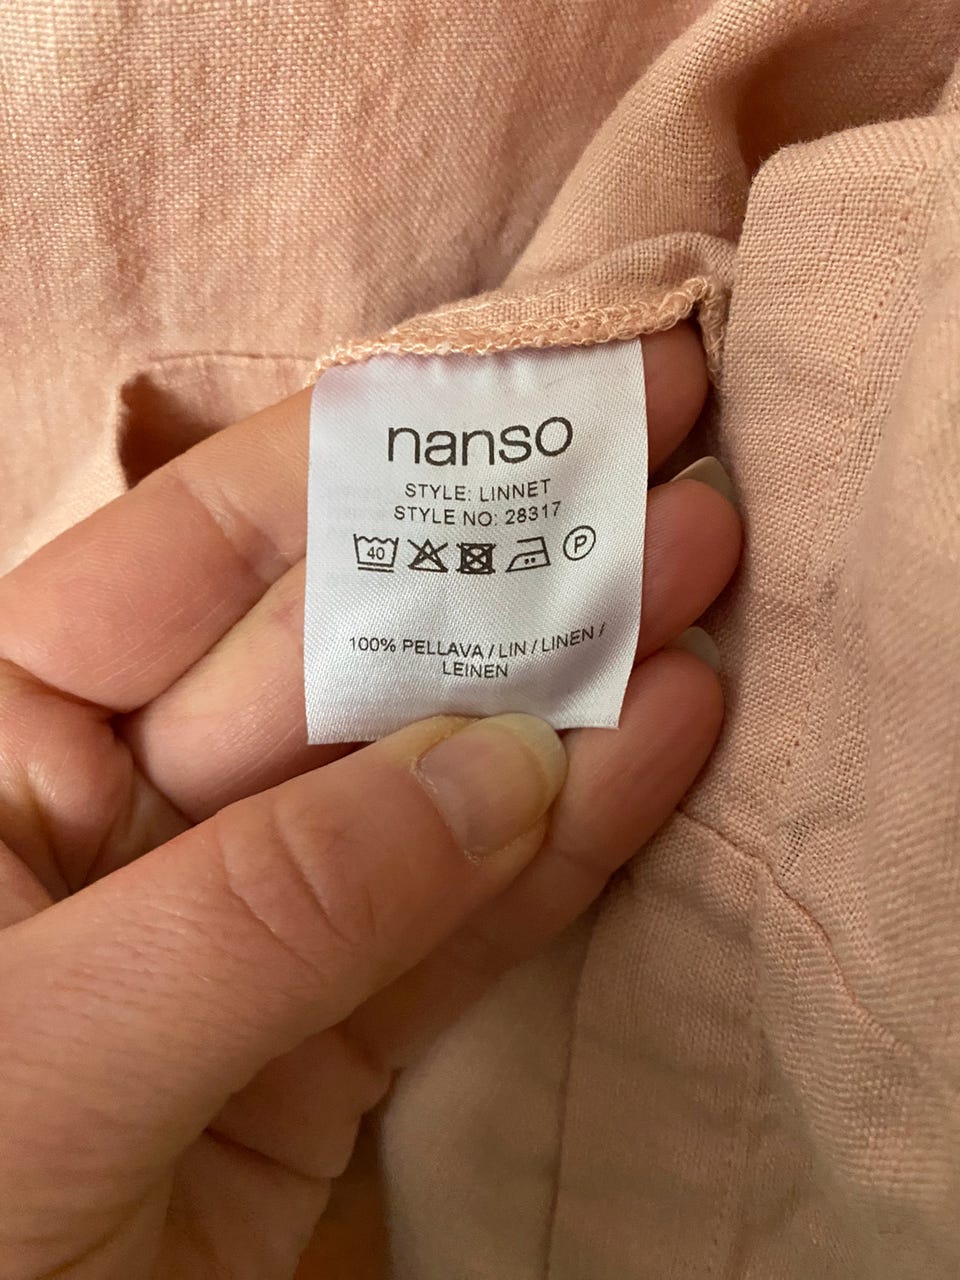 nanso
STYLE: LINNET
STYLE NO: 28317
40 P
100% PELLAVA / LIN / LINEN /
LEINEN